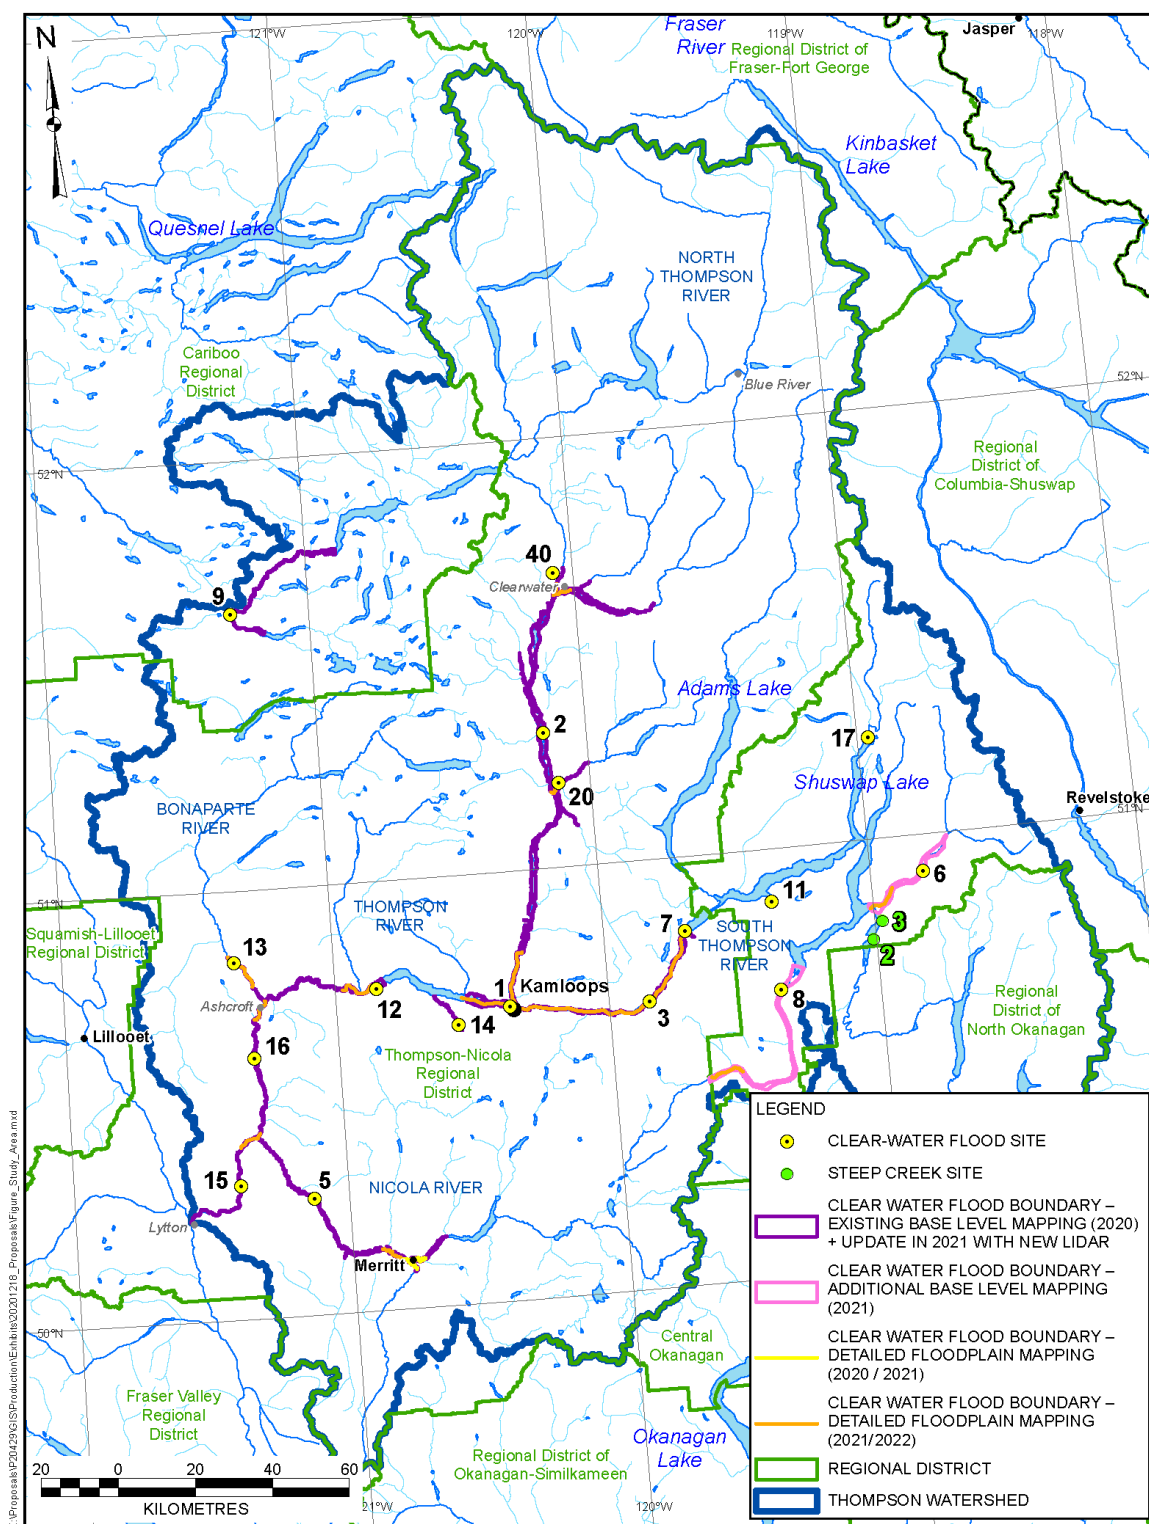 N
121°W
120°W
119°W
118°W
Fraser
River
Jasper
Regional District of
Fraser-Fort George
Kinbasket
Lake
Quesnel Lake
NORTH
THOMPSON
RIVER
Cariboo
Regional
District
Blue River
52°N
52°N
Regional
District of
Columbia-Shuswap
40
Clearwater
9
Adams Lake
2
17
20
Shuswap Lake
Revelstoke
51°N
BONAPARTE
RIVER
6
11
51°N
THOMPSON
RIVER
7
SOUTH
THOMPSON
RIVER
3
2
Squamish-Lillooet
Regional District
13
Ashcroft
12
1
Kamloops
14
3
8
Regional
District of
North Okanagan
Lillooet
16
Thompson-Nicola
Regional
District
15
5
NICOLA RIVER
Lytton
Merritt
50°N
Central
Okanagan
Fraser Valley
Regional
District
Okanagan
Lake
Regional District of
Okanagan-Similkameen
20 0 20 40 60
KILOMETRES
121°W
120°W
LEGEND
CLEAR-WATER FLOOD SITE
STEEP CREEK SITE
CLEAR WATER FLOOD BOUNDARY –
EXISTING BASE LEVEL MAPPING (2020)
+ UPDATE IN 2021 WITH NEW LIDAR
CLEAR WATER FLOOD BOUNDARY –
ADDITIONAL BASE LEVEL MAPPING
(2021)
CLEAR WATER FLOOD BOUNDARY –
DETAILED FLOODPLAIN MAPPING
(2020 / 2021)
CLEAR WATER FLOOD BOUNDARY –
DETAILED FLOODPLAIN MAPPING
(2021/2022)
REGIONAL DISTRICT
THOMPSON WATERSHED